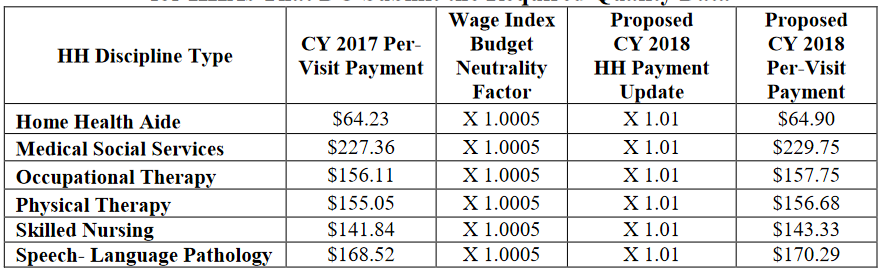 HH Discipline Type CY 2017 Per-Visit Payment Wage Index Budget Neutrality Factor Proposed CY 2018 HH Payment Update Proposed CY 2018 Per-Visit Payment
Home Health Aide $64.23 X 1.0005 X 1.01 $64.90
Medical Social Services $227.36 X 1.0005 X 1.01 $229.75
Occupational Therapy $156.11 X 1.0005 X 1.01 $157.75
Physical Therapy $155.05 X 1.0005 X 1.01 $156.68
Skilled Nursing $141.84 X 1.0005 X 1.01 $143.33
Speech- Language Pathology $168.52 X 1.0005 X 1.01 $170.29